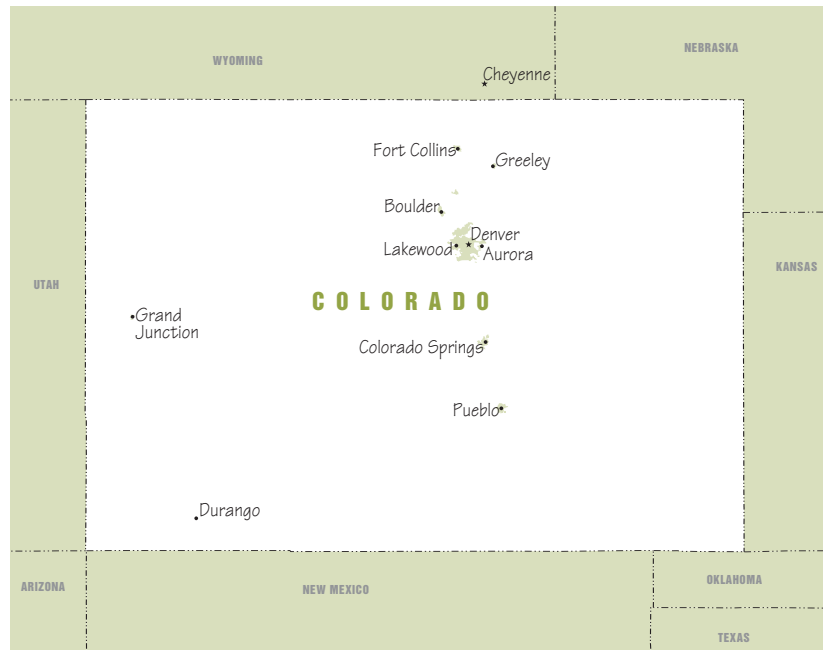 NEBRASKA
WYOMING
Cheyenne
Fort Collins
Greeley
Boulder
Denver
Lakewood
Aurora
KANSAS
UTAH
COLORADO
Grand
Junction
Colorado Springs
Pueblo
Durango
OKLAHOMA
ARIZONA
NEW MEXICO
TEXAS